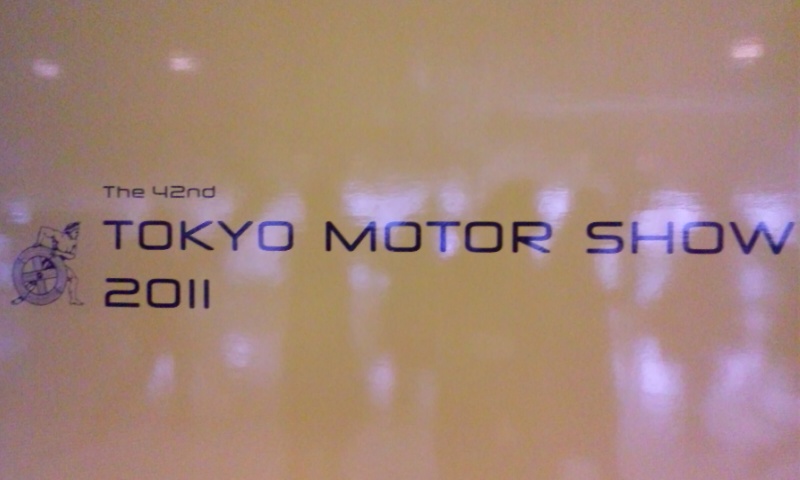 The 42nd
TOKYO MOTOR SHOW
2011